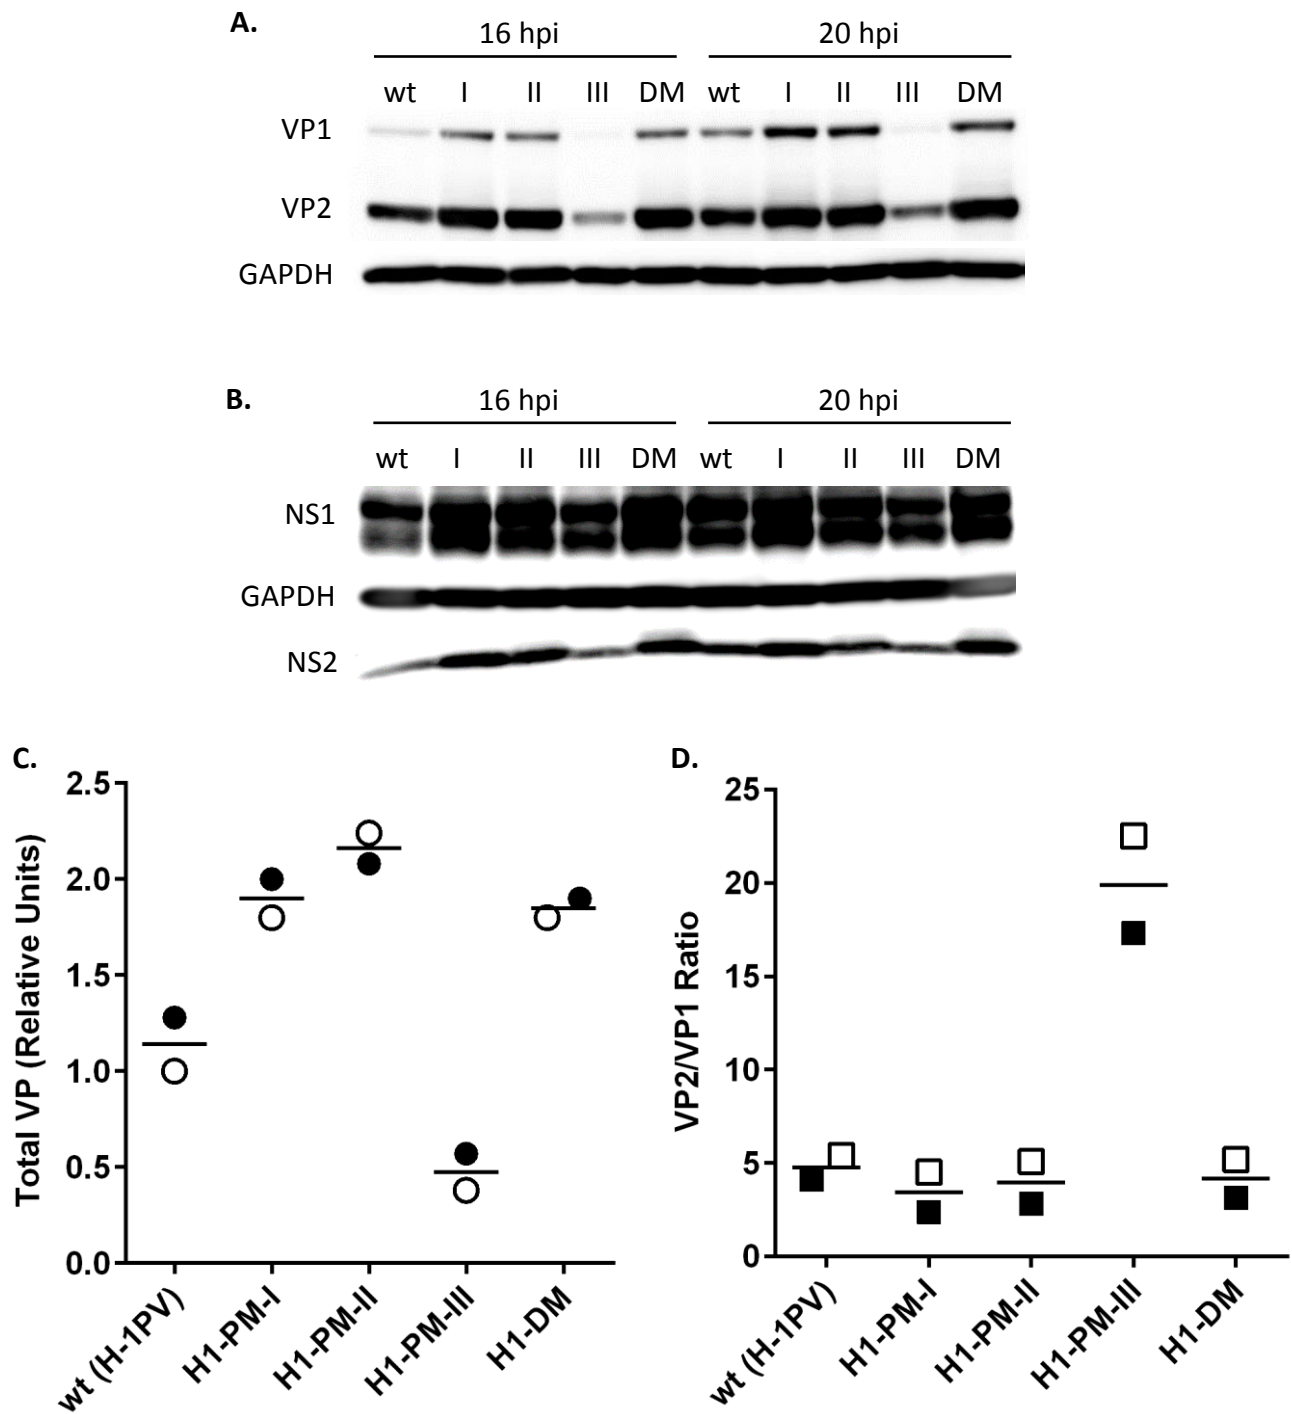 A.
16 hpi 20 hpi
wt I II III DM wt I II III DM
VP1
VP2
GAPDH
B.
16 hpi 20 hpi
wt I II III DM wt I II III DM
NS1
GAPDH
NS2
C.
Total VP (Relative Units)
2.5
2.0
1.5
1.0
0.5
0.0
wt (H-1PV)
H1-PM-I
H1-PM-II
H1-PM-III
H1-DM
D.
VP2/VP1 Ratio
25
20
15
10
5
0
wt (H-1PV)
H1-PM-I
H1-PM-II
H1-PM-III
H1-DM